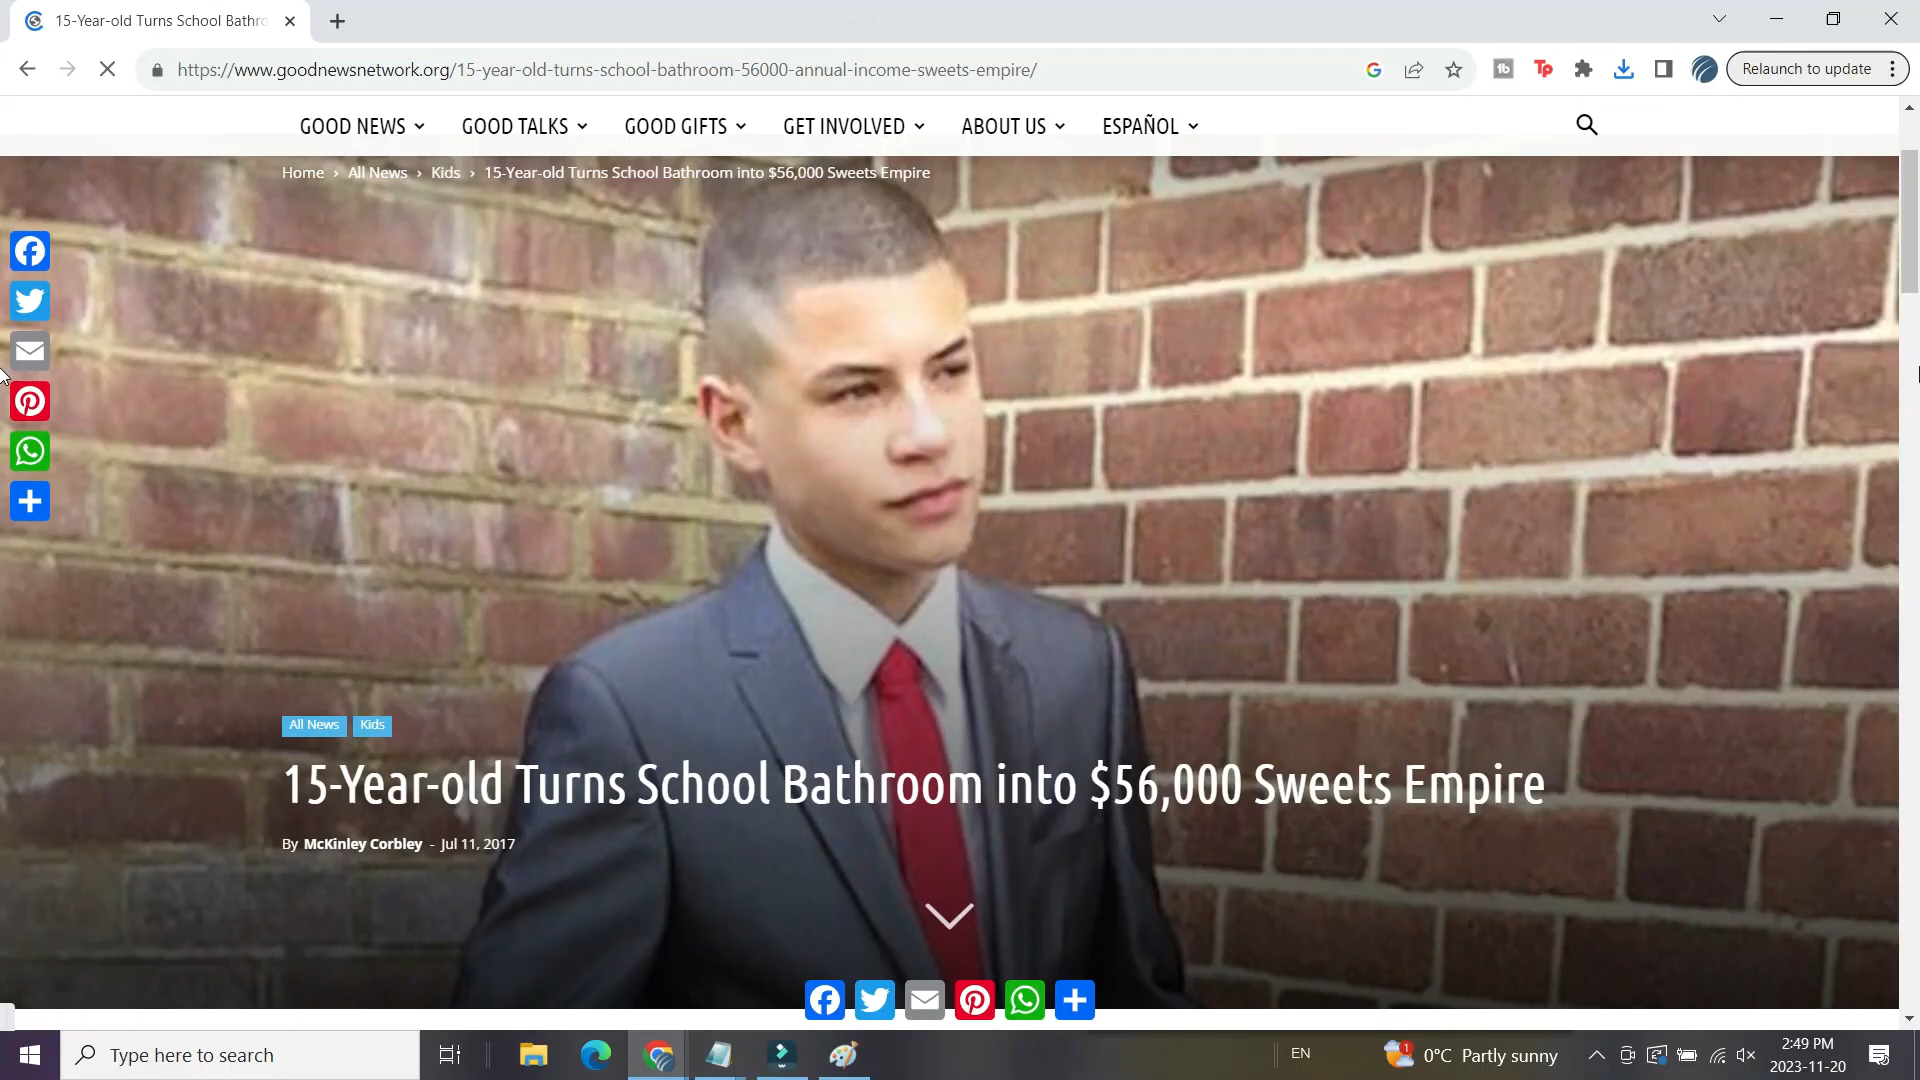 15-Year-old Turns School Bathro
https://www.goodnewsnetwork.org/15-year-old-turns-school-bathroom-56000-annual-income-sweets-empire/
tb
Tp
Relaunch to update
GOOD NEWS
GOOD TALKS
GOOD GIFTS
GET INVOLVED
ABOUT US
ESPAÑOL
Home › All News › Kids › 15-Year-old Turns School Bathroom into $56,000 Sweets Empire
All News
Kids
15-Year-old Turns School Bathroom into $56,000 Sweets Empire
By McKinley Corbley - Jul 11, 2017
Type here to search
EN
1
0°C Partly sunny
2:49 PM
2023-11-20